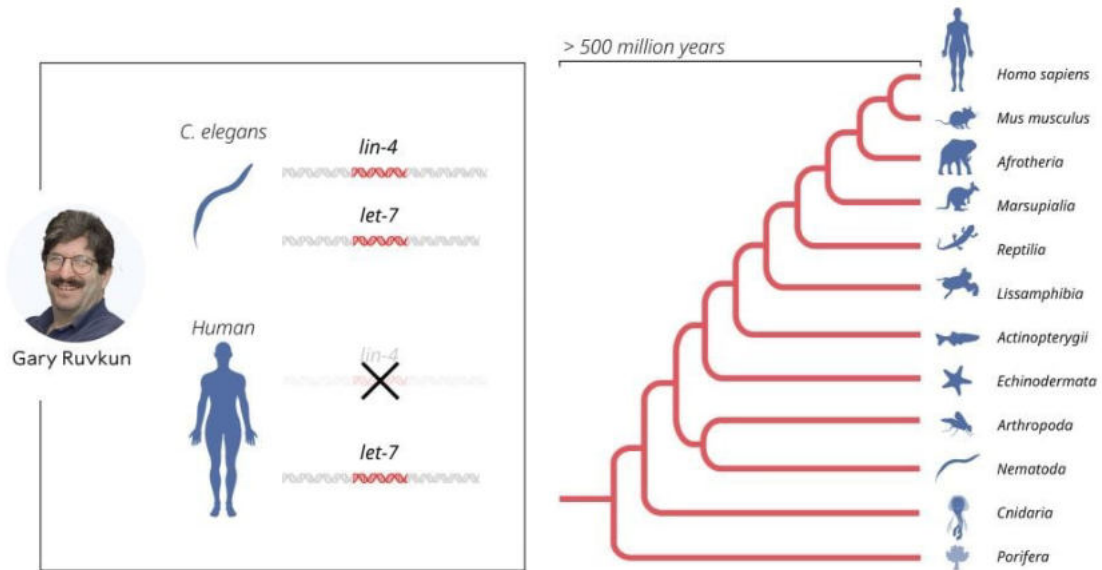 > 500 million years
C. elegans
lin-4
let-7
Gary Ruvkun
Human
lin-4
let-7
Homo sapiens
Mus musculus
Afrotheria
Marsupialia
Reptilia
Lissamphibia
Actinopterygii
Echinodermata
Arthropoda
Nematoda
Cnidaria
Porifera